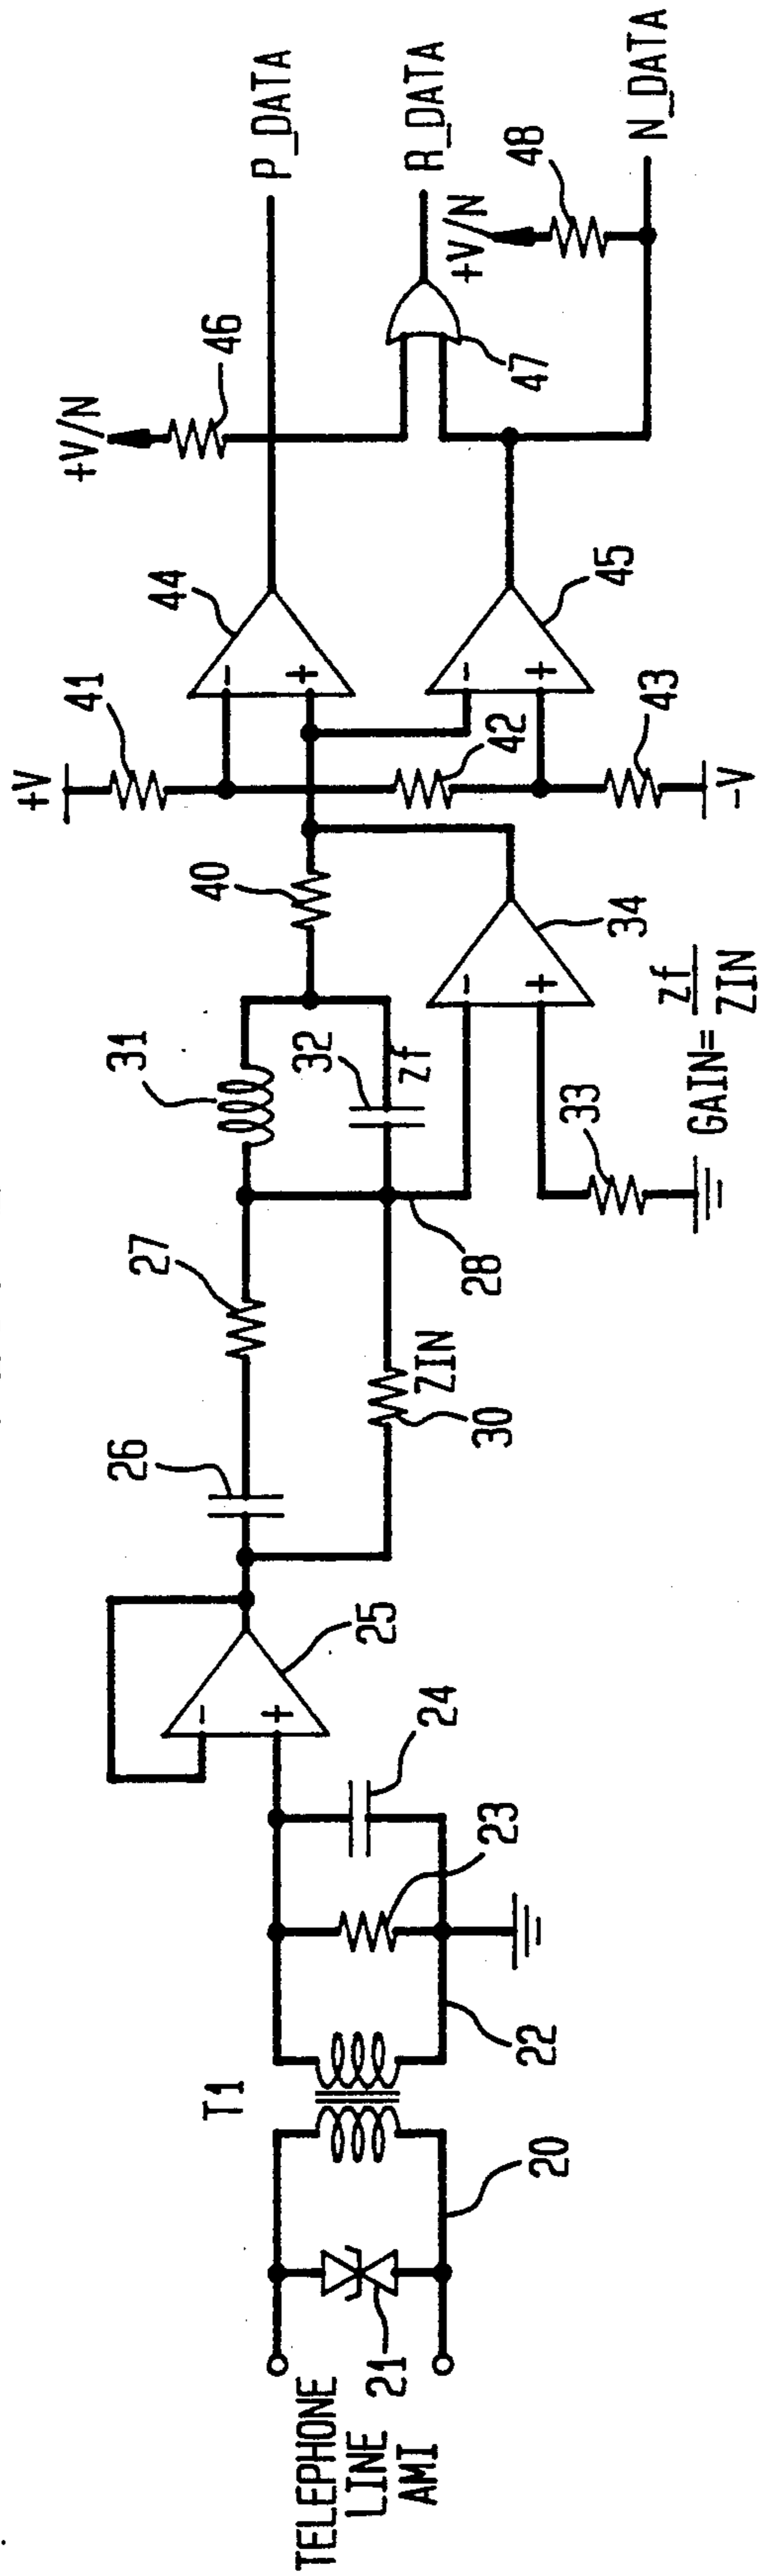 TELEPHONE
LINE
AMI
21
20
T1
22
23
24
25
-
+
26
27
30
ZIN
28
31
32
zf
33
34
-
+
GAIN= zf
ZIN
40
+V
41
42
43
-V
44
-
+
45
-
+
+V/N
46
47
+V/N
48
P_DATA
R_DATA
N_DATA